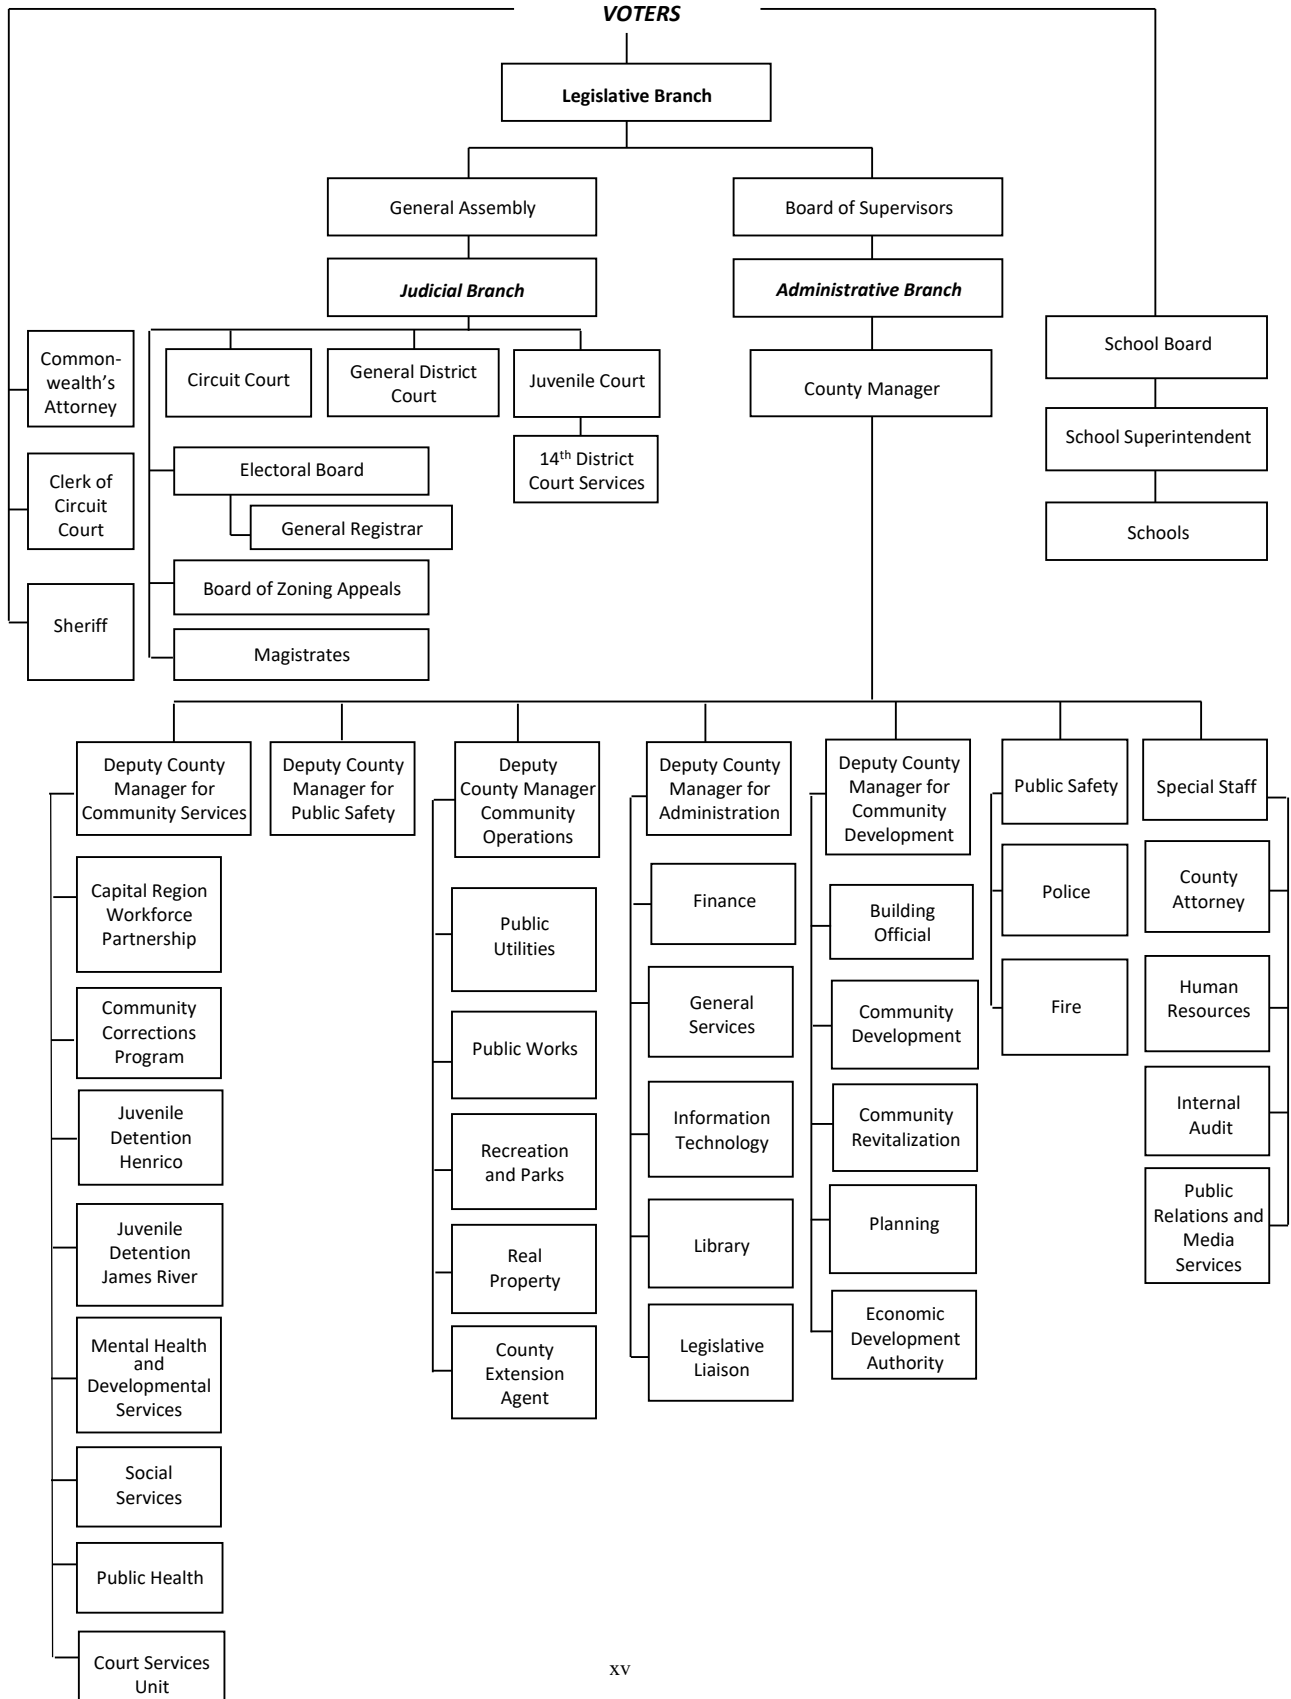 VOTERS
Legislative Branch
General Assembly
Board of Supervisors
Judicial Branch
Administrative Branch
Common-
wealth’s
Attorney
Clerk of
Circuit
Court
Sheriff
Circuit Court
General District
Court
Juvenile Court
14th District
Court Services
Electoral Board
General Registrar
Board of Zoning Appeals
Magistrates
County Manager
School Board
School Superintendent
Schools
Deputy County
Manager for
Community Services
Capital Region
Workforce
Partnership
Community
Corrections
Program
Juvenile
Detention
Henrico
Juvenile
Detention
James River
Mental Health
and
Developmental
Services
Social
Services
Public Health
Court Services
Unit
Deputy County
Manager for
Public Safety
Deputy
County Manager
Community
Operations
Public
Utilities
Public Works
Recreation
and Parks
Real
Property
County
Extension
Agent
Deputy County
Manager for
Administration
Finance
General
Services
Information
Technology
Library
Legislative
Liaison
Deputy County
Manager for
Community
Development
Building
Official
Community
Development
Community
Revitalization
Planning
Economic
Development
Authority
Public Safety
Police
Fire
Special Staff
County
Attorney
Human
Resources
Internal
Audit
Public
Relations and
Media
Services
xv